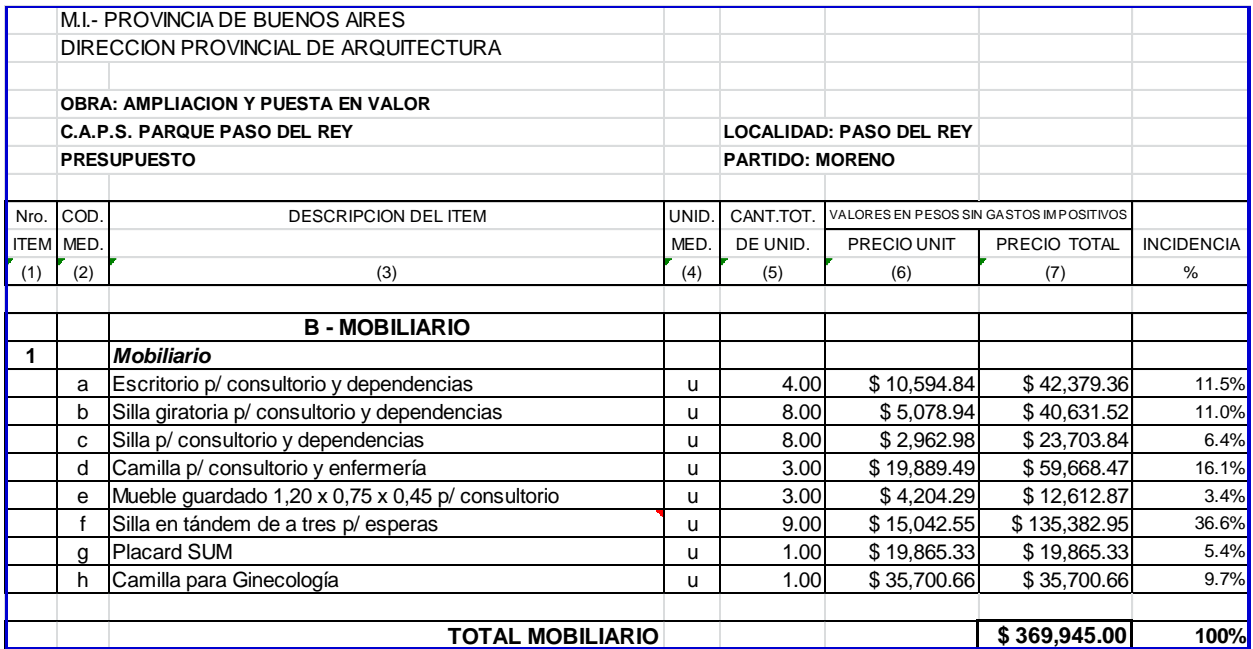 M.I.- PROVINCIA DE BUENOS AIRES
DIRECCION PROVINCIAL DE ARQUITECTURA
OBRA: AMPLIACION Y PUESTA EN VALOR
C.A.P.S. PARQUE PASO DEL REY LOCALIDAD: PASO DEL REY
PRESUPUESTO PARTIDO: MORENO
Nro. COD. DESCRIPCION DEL ITEM UNID. CANT.TOT. VALORES EN PESOS SIN GASTOS IMPOSITIVOS
ITEM MED. MED. DE UNID. PRECIO UNIT PRECIO TOTAL INCIDENCIA
(1) (2) (3) (4) (5) (6) (7) %
B - MOBILIARIO
1 Mobiliario
a Escritorio p/ consultorio y dependencias u 4.00 $ 10,594.84 $ 42,379.36 11.5%
b Silla giratoria p/ consultorio y dependencias u 8.00 $ 5,078.94 $ 40,631.52 11.0%
c Silla p/ consultorio y dependencias u 8.00 $ 2,962.98 $ 23,703.84 6.4%
d Camilla p/ consultorio y enfermería u 3.00 $ 19,889.49 $ 59,668.47 16.1%
e Mueble guardado 1,20 x 0,75 x 0,45 p/ consultorio u 3.00 $ 4,204.29 $ 12,612.87 3.4%
f Silla en tándem de a tres p/ esperas u 9.00 $ 15,042.55 $ 135,382.95 36.6%
g Placard SUM u 1.00 $ 19,865.33 $ 19,865.33 5.4%
h Camilla para Ginecología u 1.00 $ 35,700.66 $ 35,700.66 9.7%
TOTAL MOBILIARIO $ 369,945.00 100%